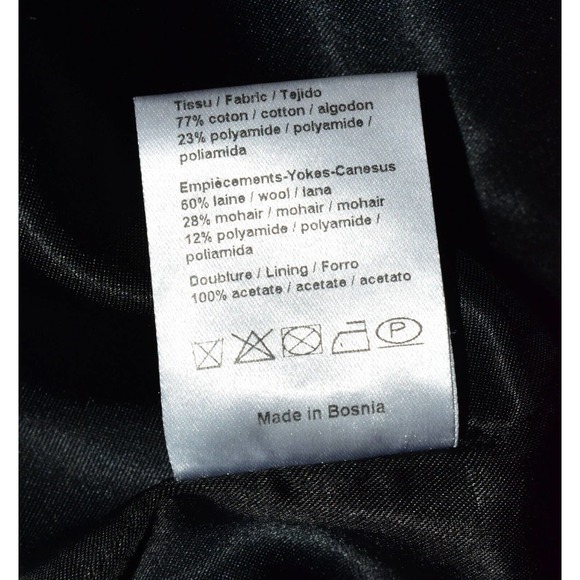 Tissu / Fabric / Tejido
77% coton / cotton / algodon
23% polyamide / polyamide /
poliamida
Empiècements-Yokes-Canesus
60% laine / wool / lana
28% mohair / mohair / mohair
12% polyamide / polyamide /
poliamida
Doublure / Lining / Forro
100% acetate / acetate / acetato
P
Made in Bosnia